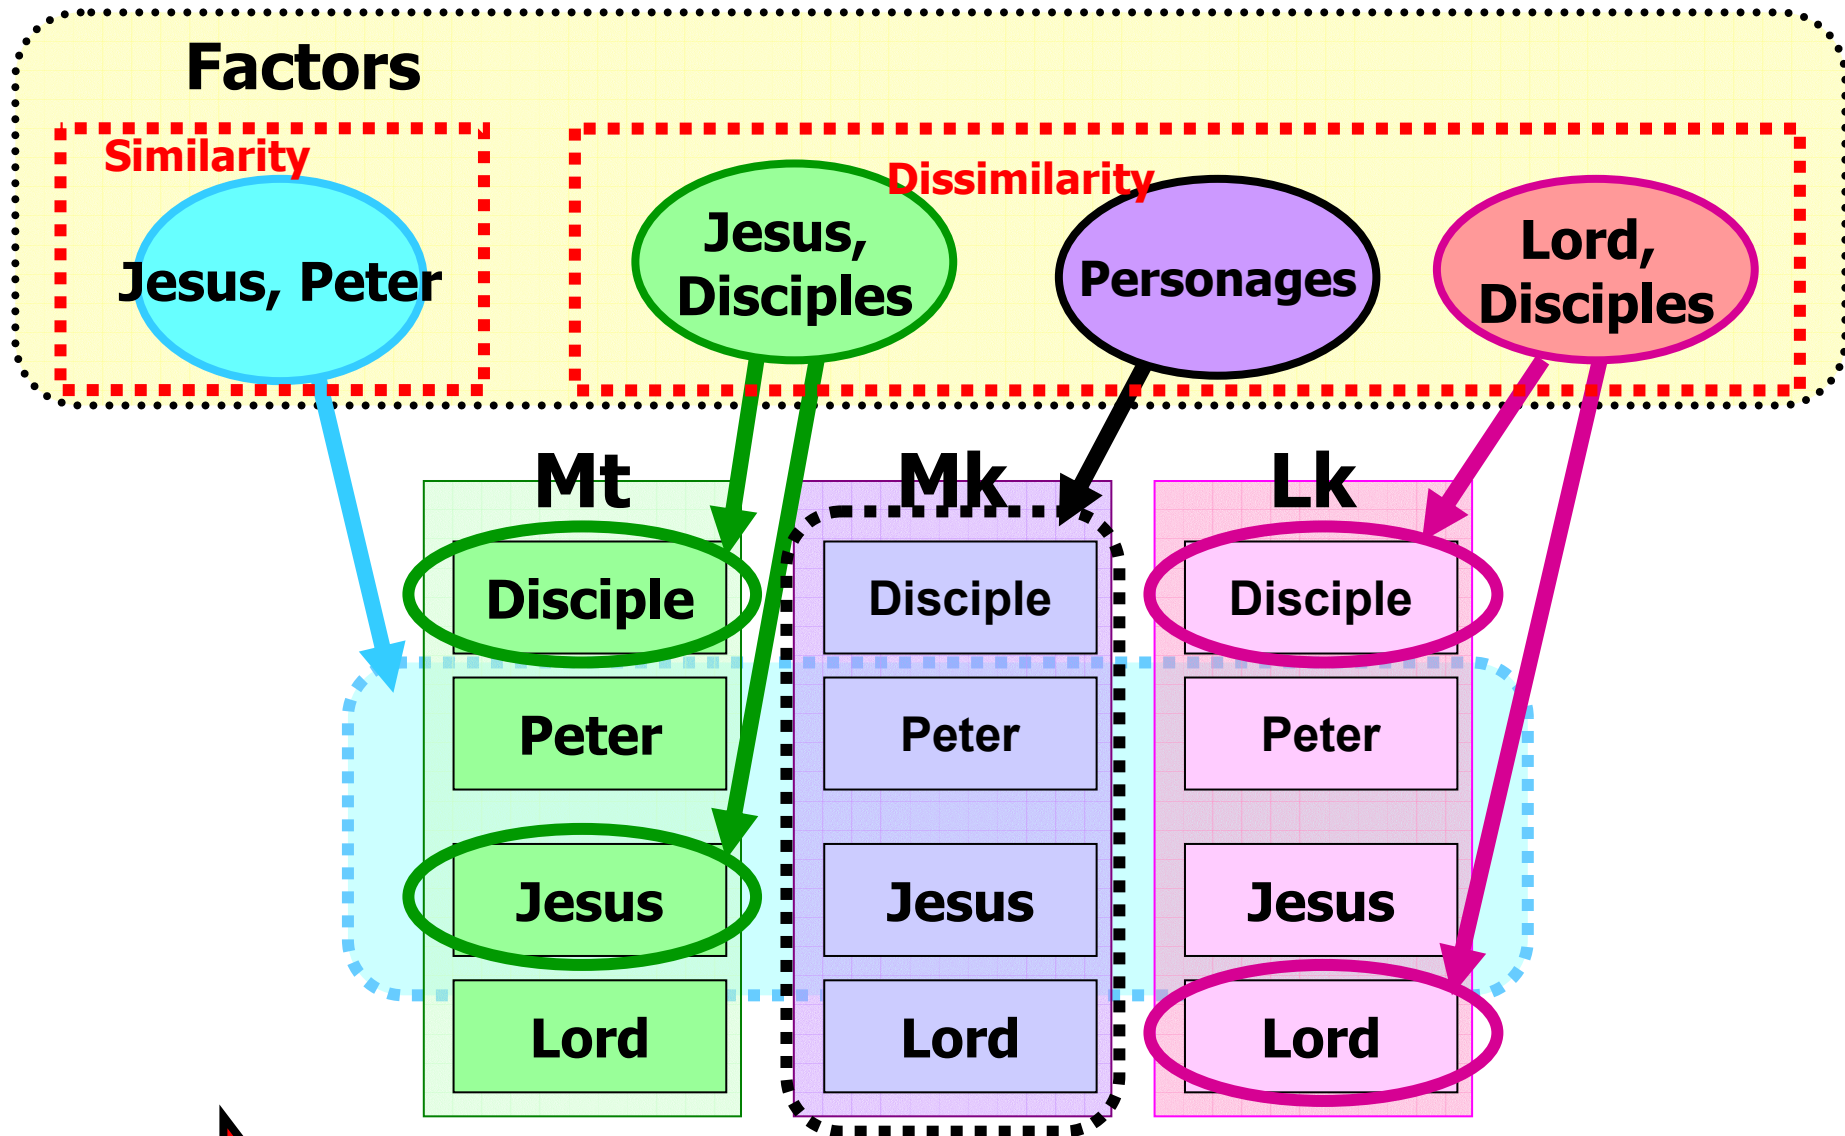 Factors
Similarity
Dissimilarity
Jesus, Peter
Jesus,
Disciples
Personages
Lord,
Disciples
Mt
Mk
Lk
Disciple
Disciple
Disciple
Peter
Peter
Peter
Jesus
Jesus
Jesus
Lord
Lord
Lord